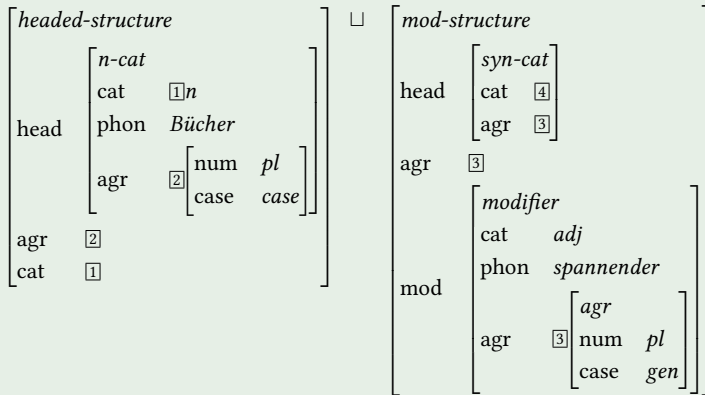 headed-structure ⊔ mod-structure
head n-cat
cat 1 n
phon Bücher
agr 2 num pl
case case
agr 2
cat 1
head syn-cat
cat 4
agr 3
agr 3
mod modifier
cat adj
phon spannender
agr 3 agr
num pl
case gen